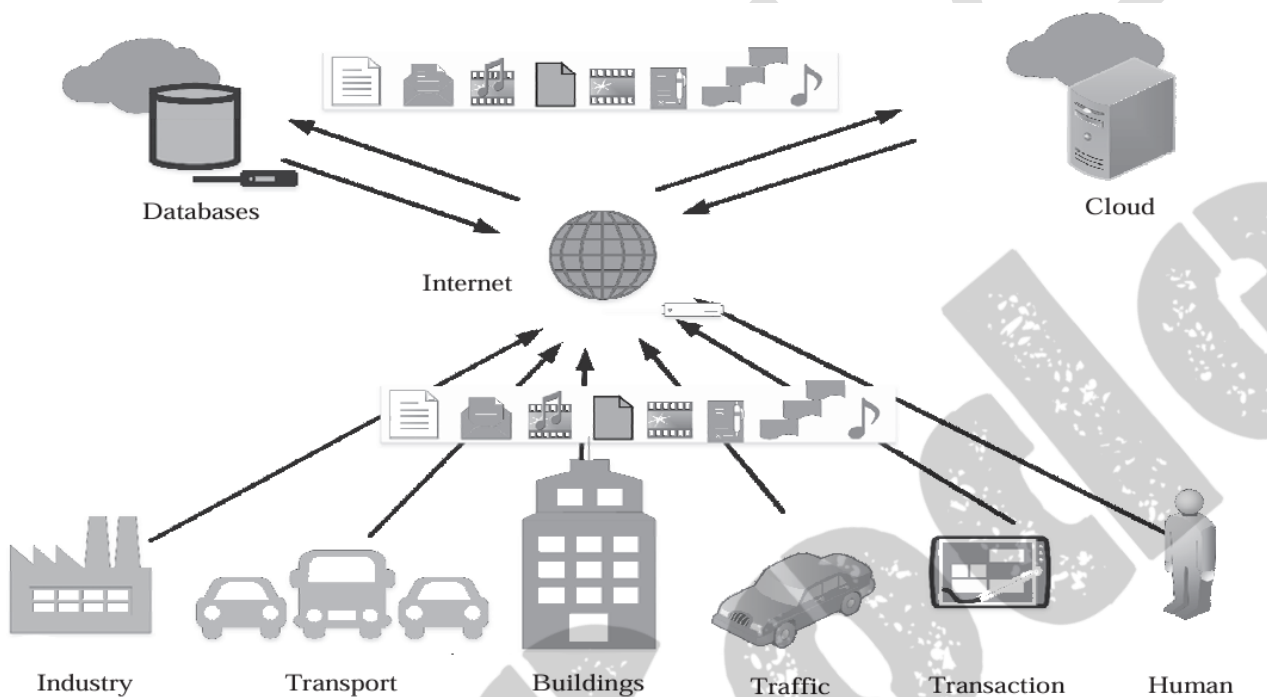 Databases
Cloud
Internet
Industry
Transport
Buildings
Traffic
Transaction
Human